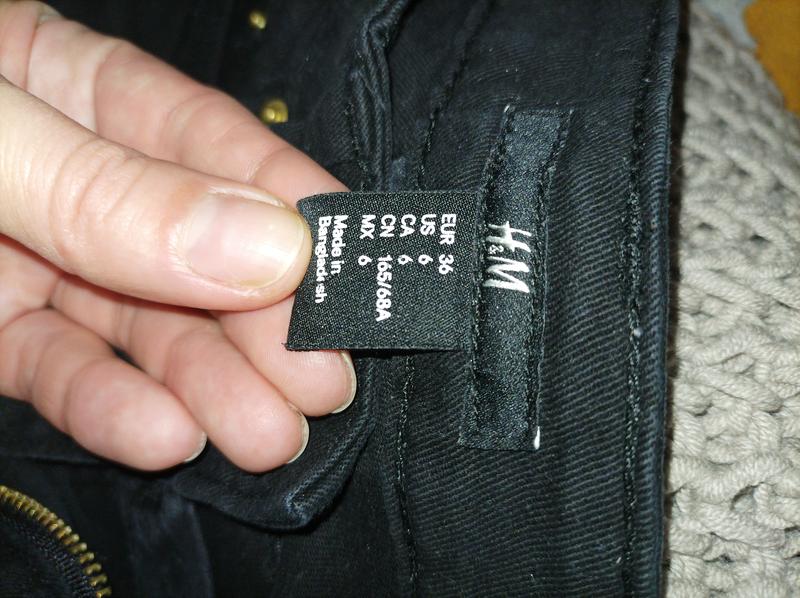 H&M
EUR 36
US 6
CA 6
CN 165/68A
MX 6
Made in
Bangladesh